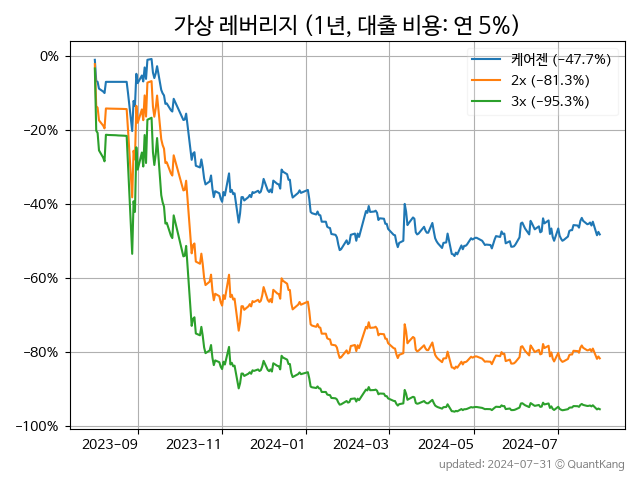 가상 레버리지 (1년, 대출 비용: 연 5%)
케어젠 (−47.7%)
2x (−81.3%)
3x (−95.3%)
0%
−20%
−40%
−60%
−80%
−100%
2023-09
2023-11
2024-01
2024-03
2024-05
2024-07
updated: 2024-07-31 © QuantKang